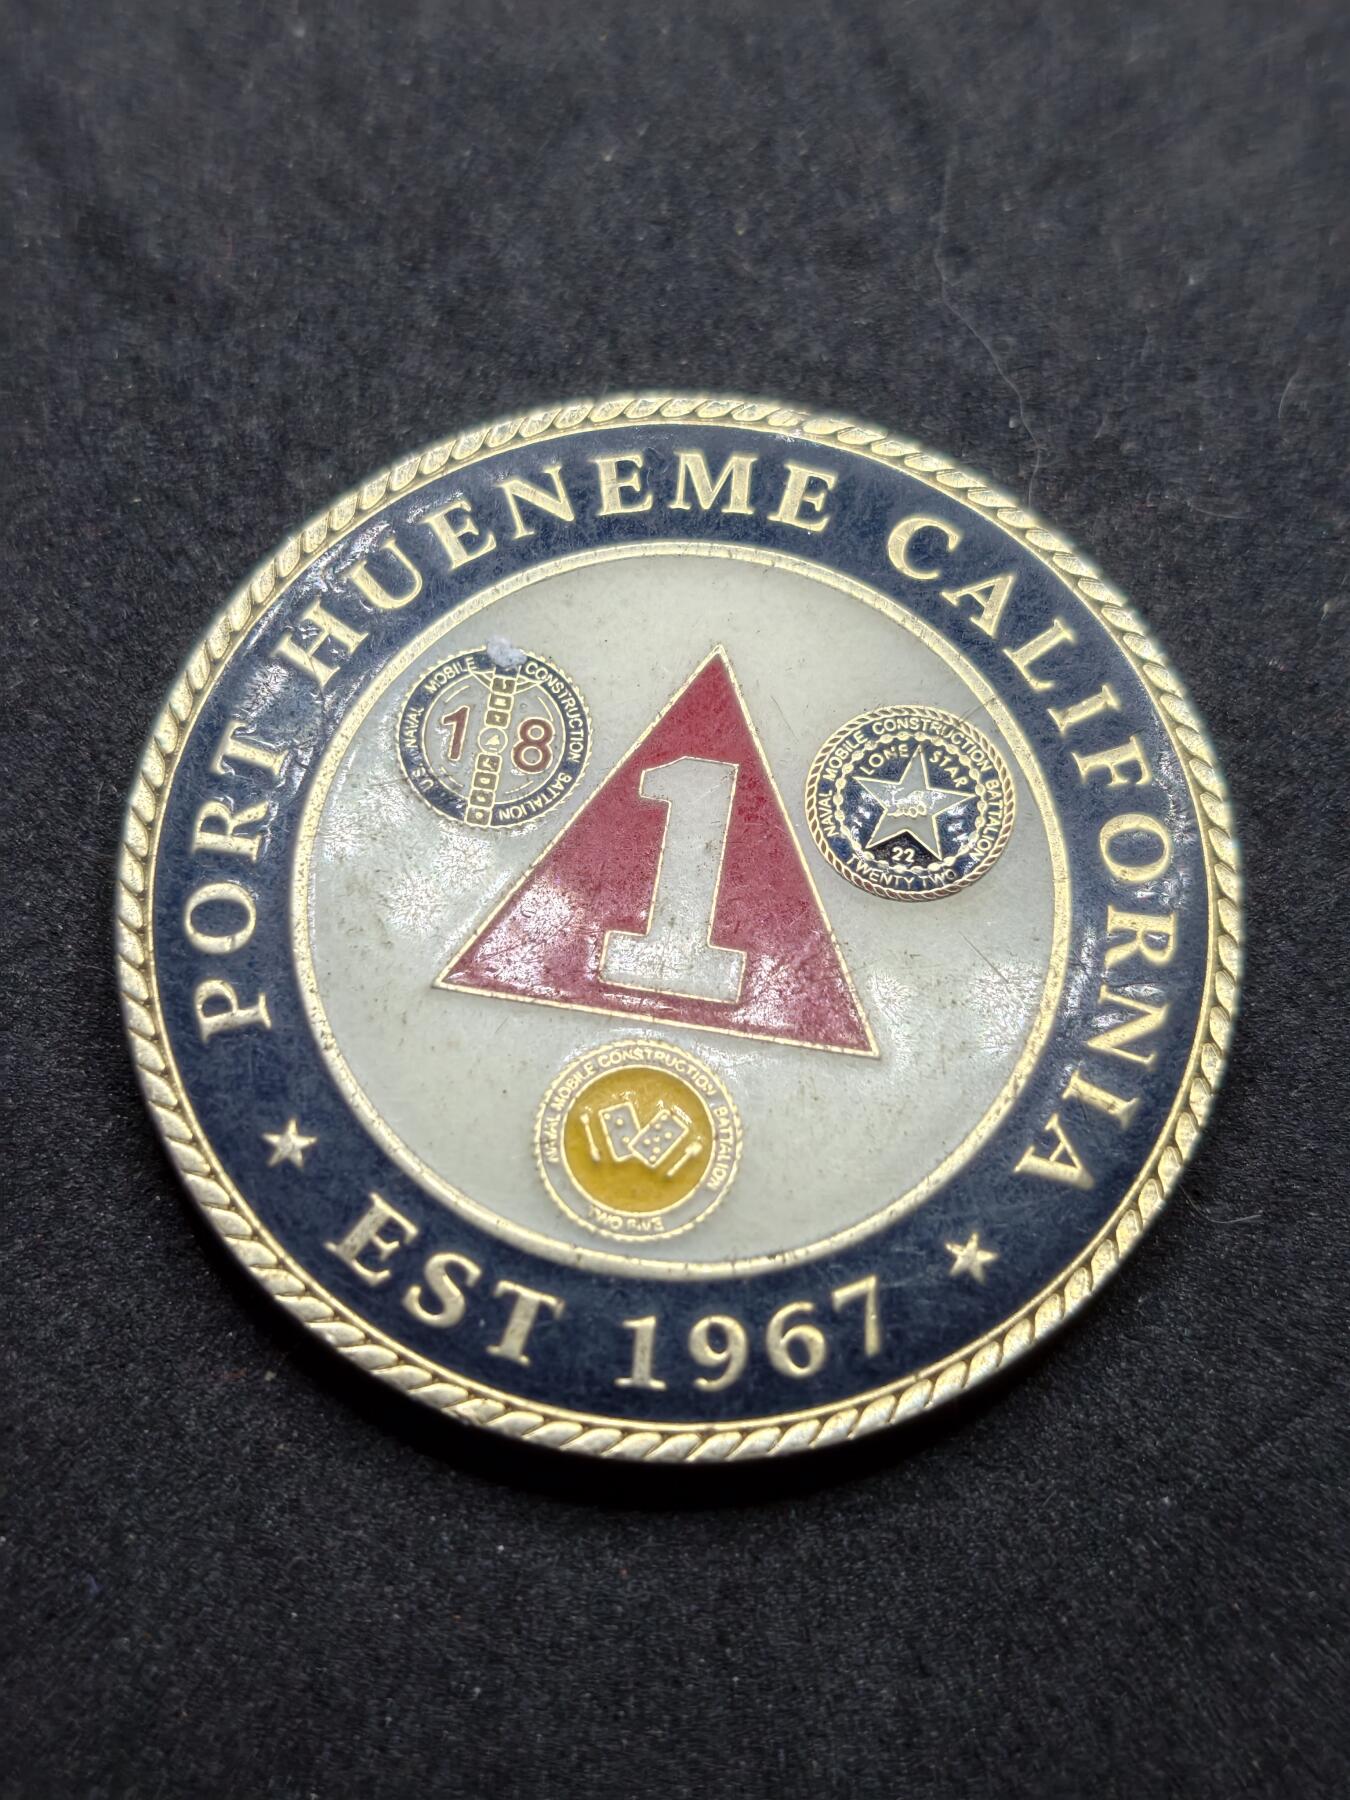 PORT HUENEME CALIFORNIA
U.S. NAVAL MOBILE CONSTRUCTION BATTALION
18
1
NAVAL MOBILE CONSTRUCTION BATTALION
LONE STAR
22
TWENTY TWO
NAVAL MOBILE CONSTRUCTION BATTALION
EST 1967